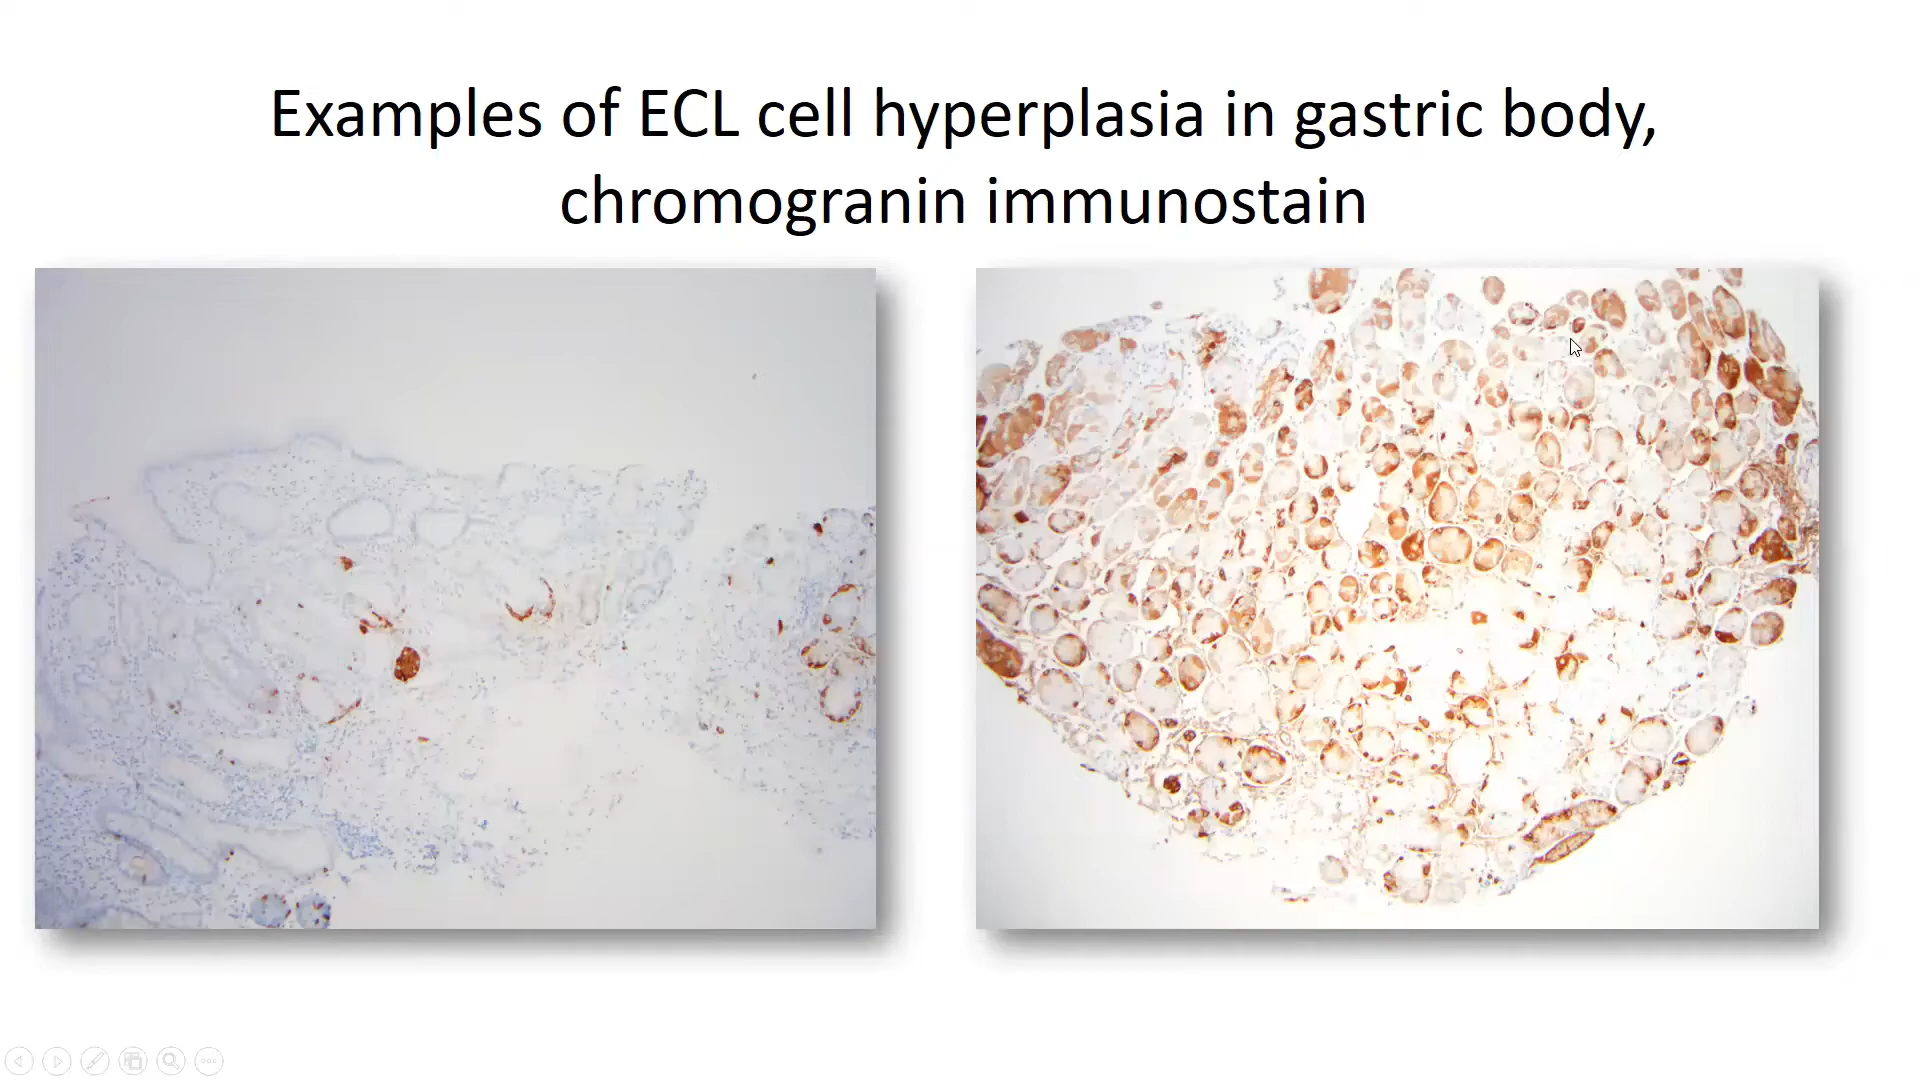 Examples of ECL cell hyperplasia in gastric body,
chromogranin immunostain